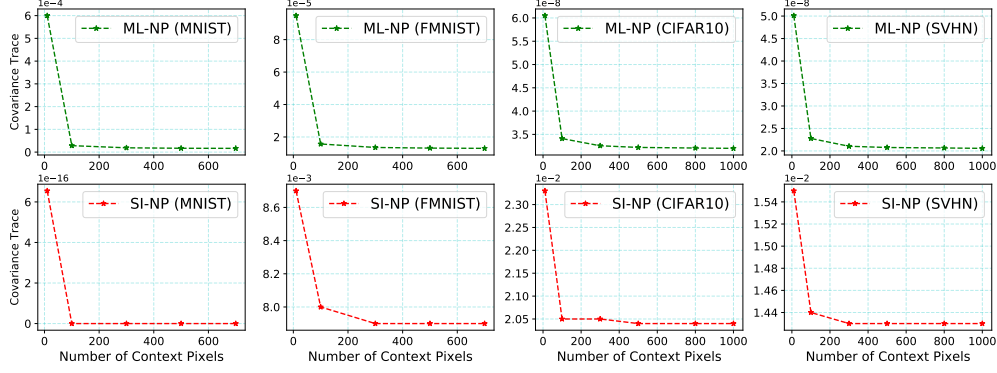 1e−4
ML-NP (MNIST)
Covariance Trace
6
5
4
3
2
1
0
0 200 400 600
1e−5
ML-NP (FMNIST)
8
6
4
2
0 200 400 600
1e−8
ML-NP (CIFAR10)
6.0
5.5
5.0
4.5
4.0
3.5
0 200 400 600 800 1000
1e−8
ML-NP (SVHN)
5.0
4.5
4.0
3.5
3.0
2.5
2.0
0 200 400 600 800 1000
1e−16
SI-NP (MNIST)
Covariance Trace
6
4
2
0
0 200 400 600
Number of Context Pixels
1e−3
SI-NP (FMNIST)
8.6
8.4
8.2
8.0
0 200 400 600
Number of Context Pixels
1e−2
SI-NP (CIFAR10)
2.30
2.25
2.20
2.15
2.10
2.05
0 200 400 600 800 1000
Number of Context Pixels
1e−2
SI-NP (SVHN)
1.54
1.52
1.50
1.48
1.46
1.44
0 200 400 600 800 1000
Number of Context Pixels